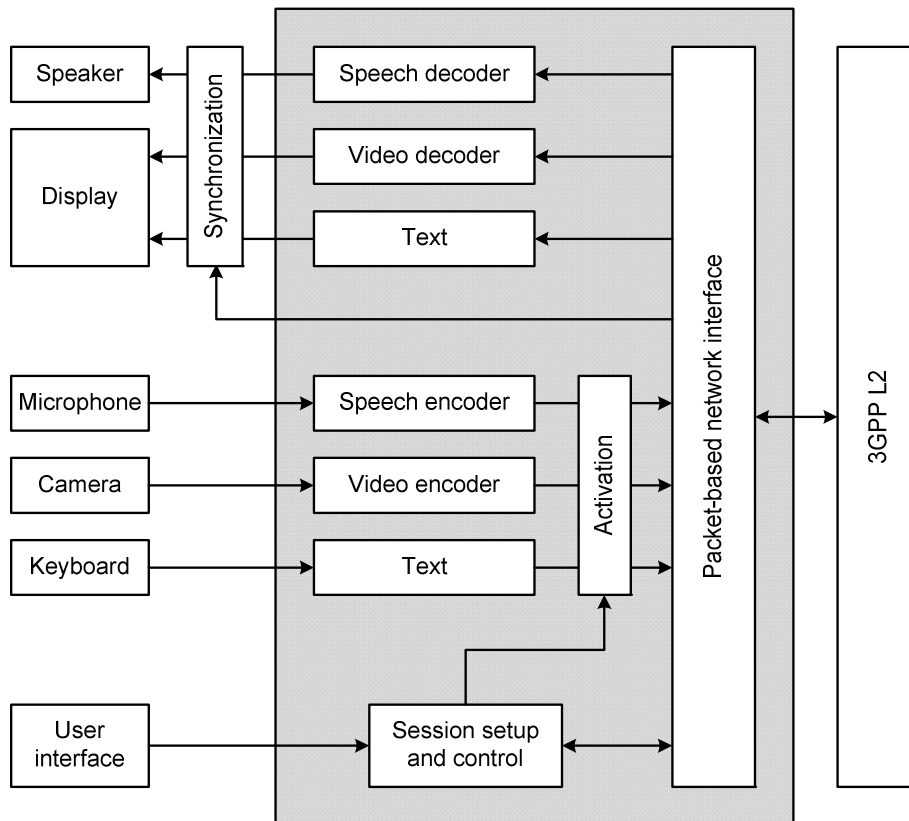 Speaker
Display
Synchronization
Speech decoder
Video decoder
Text
Microphone
Camera
Keyboard
Speech encoder
Video encoder
Text
Activation
User
interface
Session setup
and control
Packet-based network interface
3GPP L2